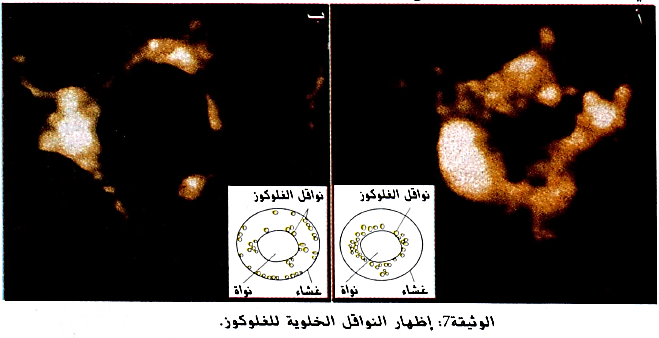 أ
ب
نواقل الغلوكوز
نواة
غشاء
نواقل الغلوكوز
نواة
غشاء
الوثيقة7: إظهار النواقل الخلوية للغلوكوز.